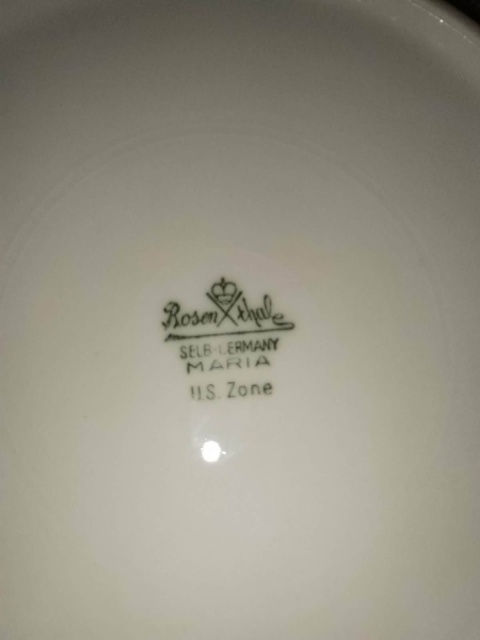 Rosenthal
SELB-GERMANY
MARIA
U.S. Zone